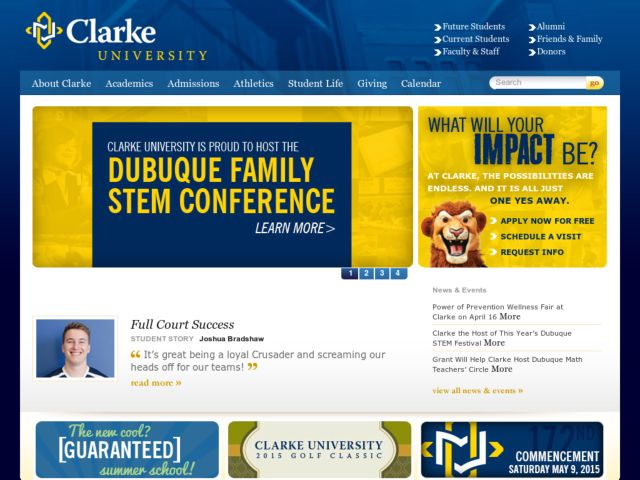 Clarke
UNIVERSITY
Future Students
Current Students
Faculty & Staff
Alumni
Friends & Family
Donors
About Clarke Academics Admissions Athletics Student Life Giving Calendar
Search go
CLARKE UNIVERSITY IS PROUD TO HOST THE
DUBUQUE FAMILY
STEM CONFERENCE
LEARN MORE>
1 2 3 4
WHAT WILL YOUR
IMPACT BE?
AT CLARKE, THE POSSIBILITIES ARE
ENDLESS. AND IT IS ALL JUST
ONE YES AWAY.
APPLY NOW FOR FREE
SCHEDULE A VISIT
REQUEST INFO
Full Court Success
STUDENT STORY Joshua Bradshaw
“ It's great being a loyal Crusader and screaming our
heads off for our teams! ”
read more »
News & Events
Power of Prevention Wellness Fair at
Clarke on April 16 More
Clarke the Host of This Year's Dubuque
STEM Festival More
Grant Will Help Clarke Host Dubuque Math
Teachers' Circle More
view all news & events »
The new cool?
[GUARANTEED]
summer school!
CLARKE UNIVERSITY
2015 GOLF CLASSIC
172ND
COMMENCEMENT
SATURDAY MAY 9, 2015